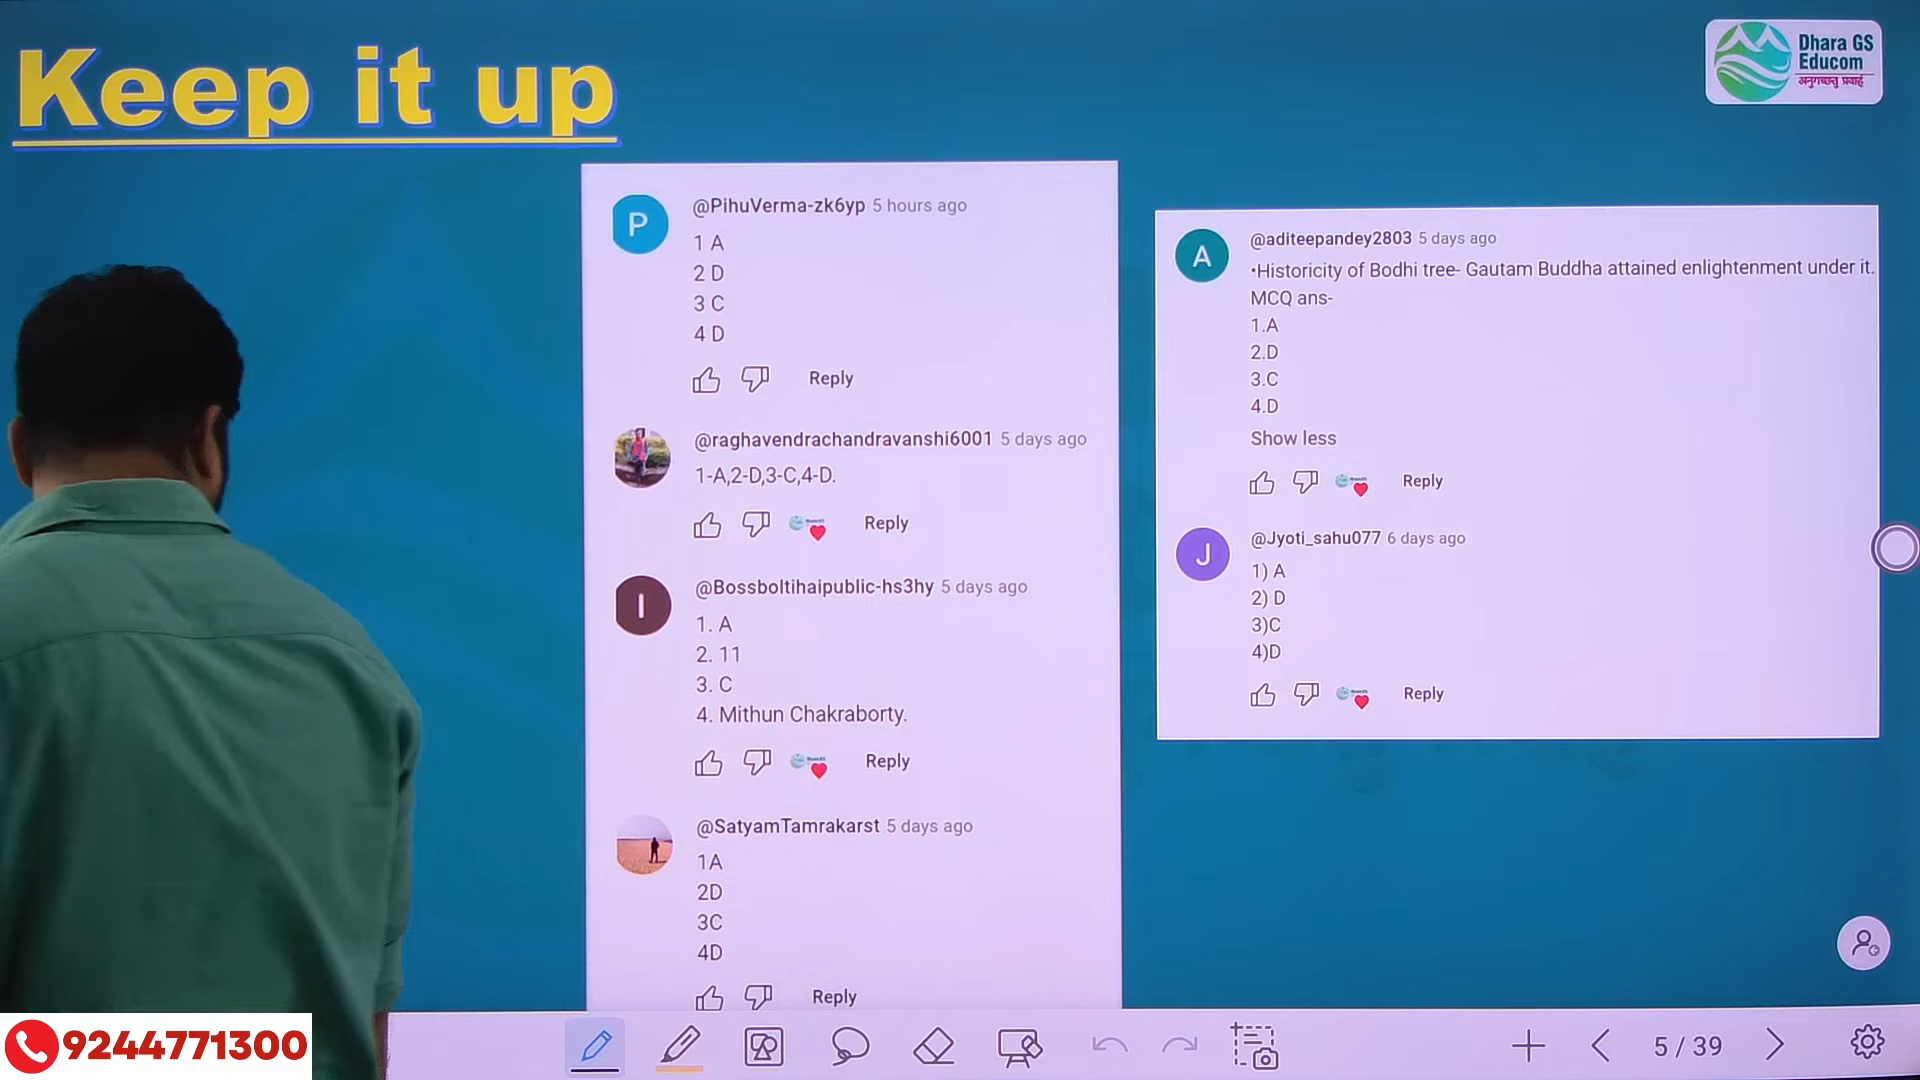 Keep it up
Dhara GS
Educom
अनुगच्छतु प्रवाहं
P
@PihuVerma-zk6yp 5 hours ago
1 A
2 D
3 C
4 D
Reply
@raghavendrachandravanshi6001 5 days ago
1-A,2-D,3-C,4-D.
Reply
I
@Bossboltihaipublic-hs3hy 5 days ago
1. A
2. 11
3. C
4. Mithun Chakraborty.
Reply
@SatyamTamrakarst 5 days ago
1A
2D
3C
4D
Reply
A
@aditeepandey2803 5 days ago
•Historicity of Bodhi tree- Gautam Buddha attained enlightenment under it.
MCQ ans-
1.A
2.D
3.C
4.D
Show less
Reply
J
@Jyoti_sahu077 6 days ago
1) A
2) D
3)C
4)D
Reply
9244771300
5 / 39